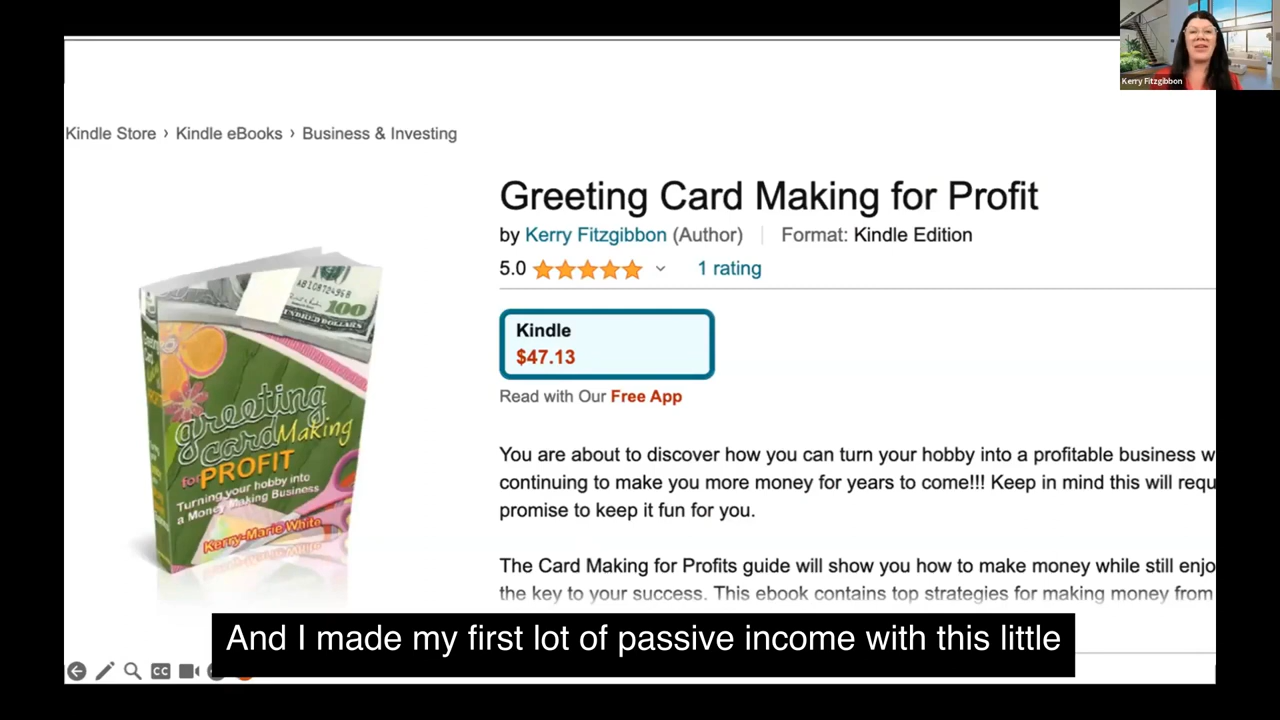 Kerry Fitzgibbon
Kindle Store › Kindle eBooks › Business & Investing
Greeting Card Making for Profit
by Kerry Fitzgibbon (Author) | Format: Kindle Edition
5.0 1 rating
Kindle
$47.13
Read with Our Free App
You are about to discover how you can turn your hobby into a profitable business w
continuing to make you more money for years to come!!! Keep in mind this will requ
promise to keep it fun for you.
The Card Making for Profits guide will show you how to make money while still enjo
the key to your success. This ebook contains top strategies for making money from
100
greeting
card Making
for PROFIT
Turning your hobby into
a Money Making Business
Kerry-Marie White
And I made my first lot of passive income with this little
CC